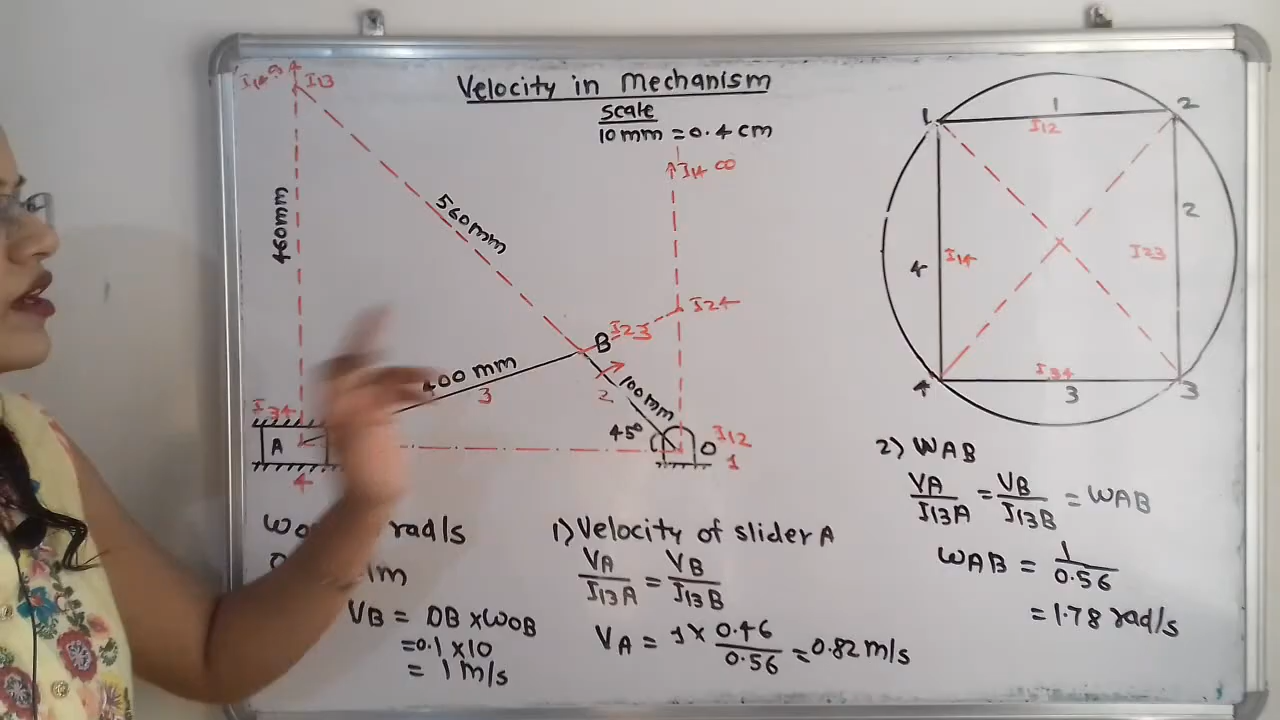 Velocity in Mechanism
scale
10 mm = 0.4 cm
I14 ∞
I13
460mm
560mm
I14 ∞
I24
B
I23
400 mm
3
2
100mm
I34
A
4
45°
O
I12
1
1
1
2
I12
2
I23
4
I14
I34
4
3
3
rad/s
VB = OB × WOB
= 0.1 × 10
= 1 m/s
1) Velocity of slider A
VA/I13A = VB/I13B
VA = 1 × 0.46/0.56 = 0.82 m/s
2) WAB
VA/I13A = VB/I13B = WAB
WAB = 1/0.56
= 1.78 rad/s